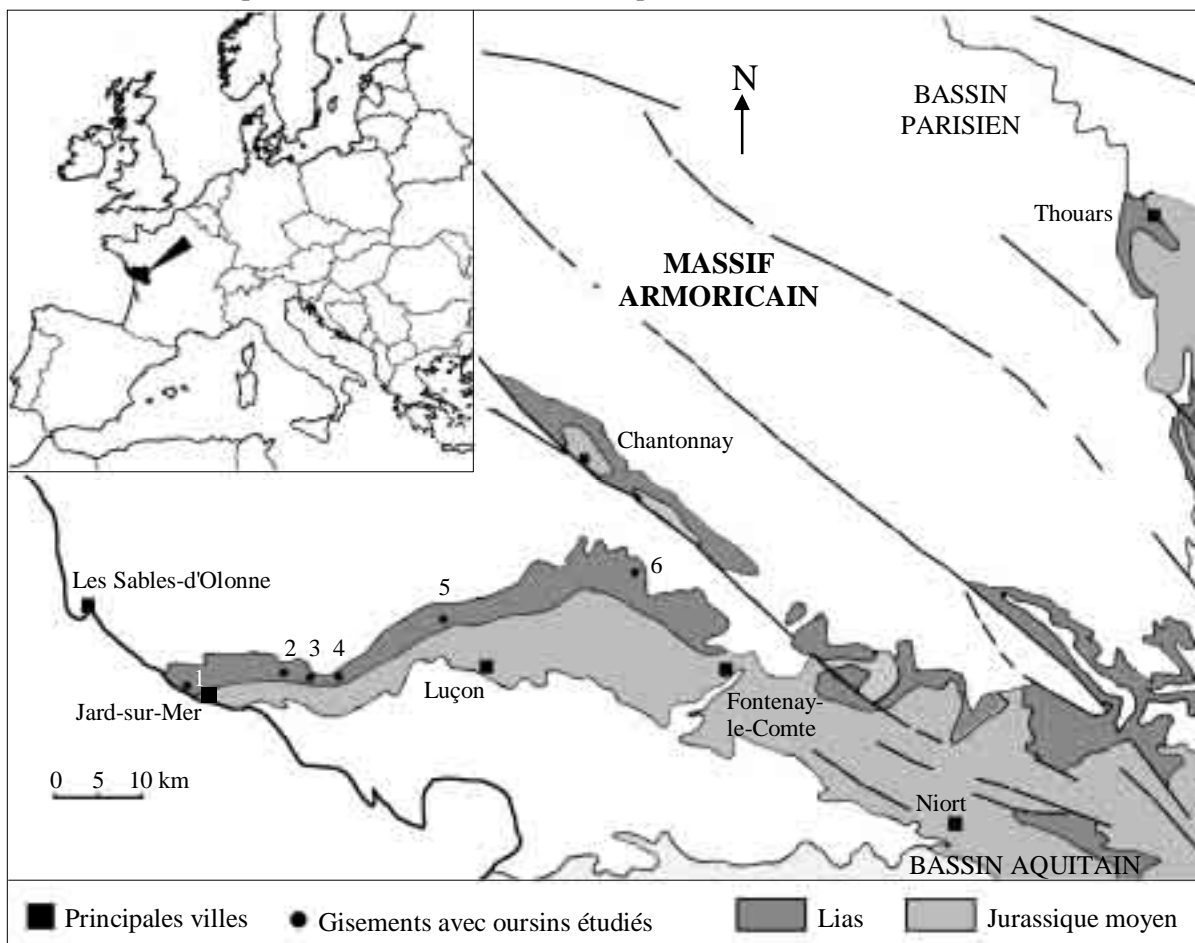 N
BASSIN
PARISIEN
Thouars
MASSIF
ARMORICAIN
Chantonnay
Les Sables-d'Olonne
6
5
2 3 4
1
Luçon
Jard-sur-Mer
Fontenay-
le-Comte
0 5 10 km
Niort
BASSIN AQUITAIN
Principales villes
Gisements avec oursins étudiés
Lias
Jurassique moyen